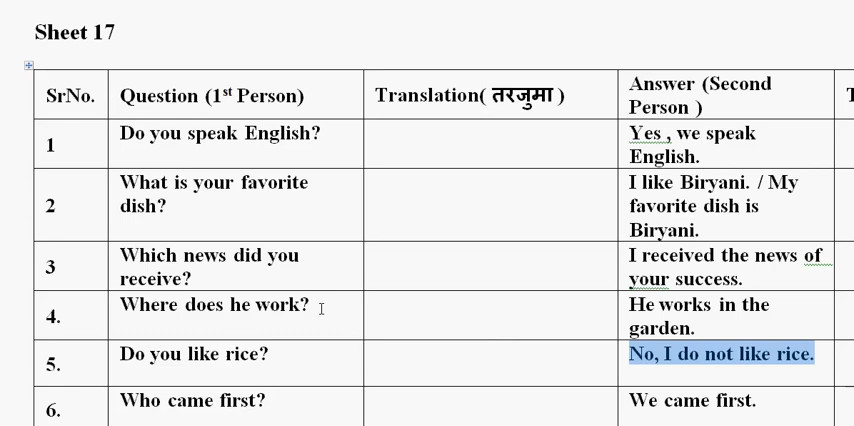 Sheet 17
SrNo. Question (1st Person) Translation( तरजुमा ) Answer (Second
Person )
1 Do you speak English? Yes , we speak
English.
2 What is your favorite
dish? I like Biryani. / My
favorite dish is
Biryani.
3 Which news did you
receive? I received the news of
your success.
4. Where does he work? He works in the
garden.
5. Do you like rice? No, I do not like rice.
6. Who came first? We came first.